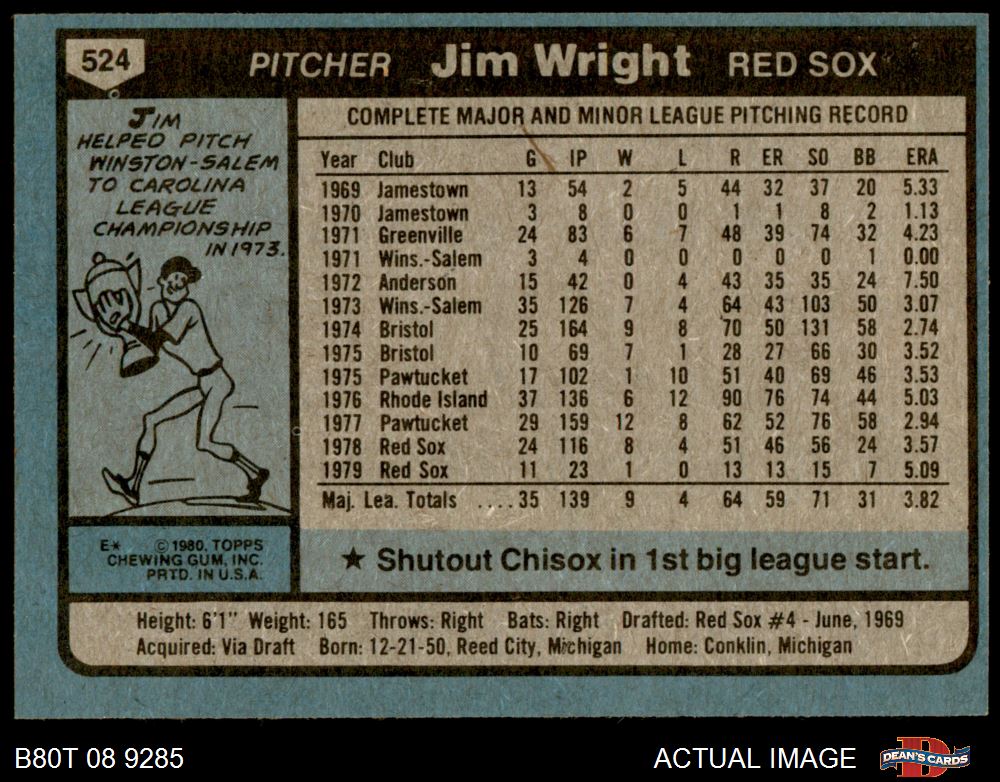 524 PITCHER Jim Wright RED SOX
JIM
HELPED PITCH
WINSTON-SALEM
TO CAROLINA
LEAGUE
CHAMPIONSHIP
IN 1973.
E* © 1980, TOPPS
CHEWING GUM, INC.
PRTD. IN U.S.A.
COMPLETE MAJOR AND MINOR LEAGUE PITCHING RECORD
Year Club G IP W L R ER SO BB ERA
1969 Jamestown 13 54 2 5 44 32 37 20 5.33
1970 Jamestown 3 8 0 0 1 1 8 2 1.13
1971 Greenville 24 83 6 7 48 39 74 32 4.23
1971 Wins.-Salem 3 4 0 0 0 0 0 1 0.00
1972 Anderson 15 42 0 4 43 35 35 24 7.50
1973 Wins.-Salem 35 126 7 4 64 43 103 50 3.07
1974 Bristol 25 164 9 8 70 50 131 58 2.74
1975 Bristol 10 69 7 1 28 27 66 30 3.52
1975 Pawtucket 17 102 1 10 51 40 69 46 3.53
1976 Rhode Island 37 136 6 12 90 76 74 44 5.03
1977 Pawtucket 29 159 12 8 62 52 76 58 2.94
1978 Red Sox 24 116 8 4 51 46 56 24 3.57
1979 Red Sox 11 23 1 0 13 13 15 7 5.09
Maj. Lea. Totals ....35 139 9 4 64 59 71 31 3.82
★ Shutout Chisox in 1st big league start.
Height: 6'1" Weight: 165 Throws: Right Bats: Right Drafted: Red Sox #4 - June, 1969
Acquired: Via Draft Born: 12-21-50, Reed City, Michigan Home: Conklin, Michigan
B80T 08 9285 ACTUAL IMAGE DEAN'S CARDS